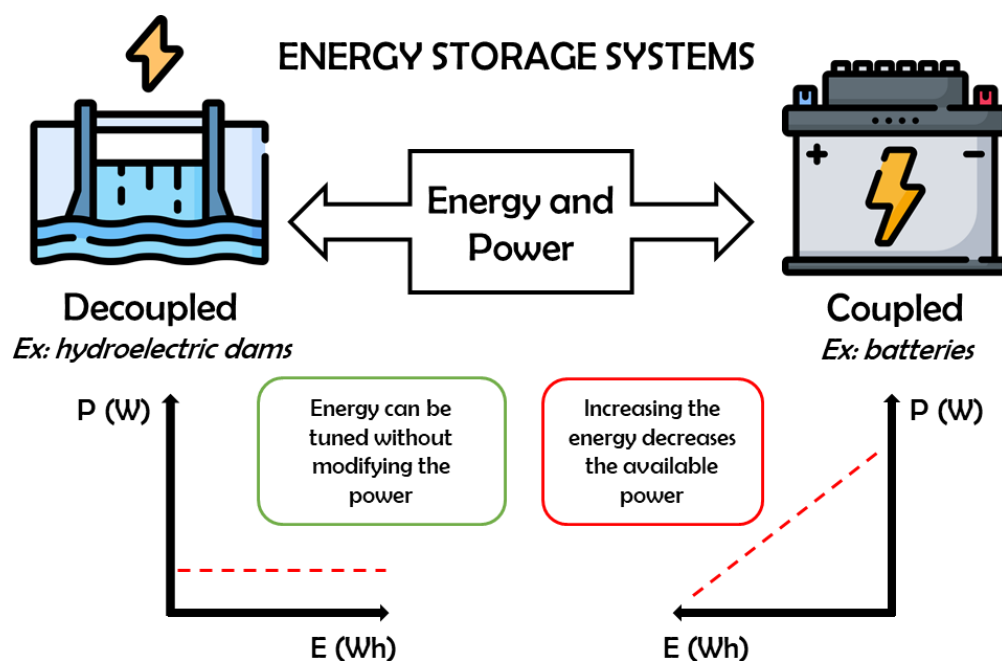 ENERGY STORAGE SYSTEMS
Energy and
Power
+
-
Decoupled
Ex: hydroelectric dams
Coupled
Ex: batteries
P (W)
Energy can be
tuned without
modifying the
power
Increasing the
energy decreases
the available
power
P (W)
E (Wh)
E (Wh)